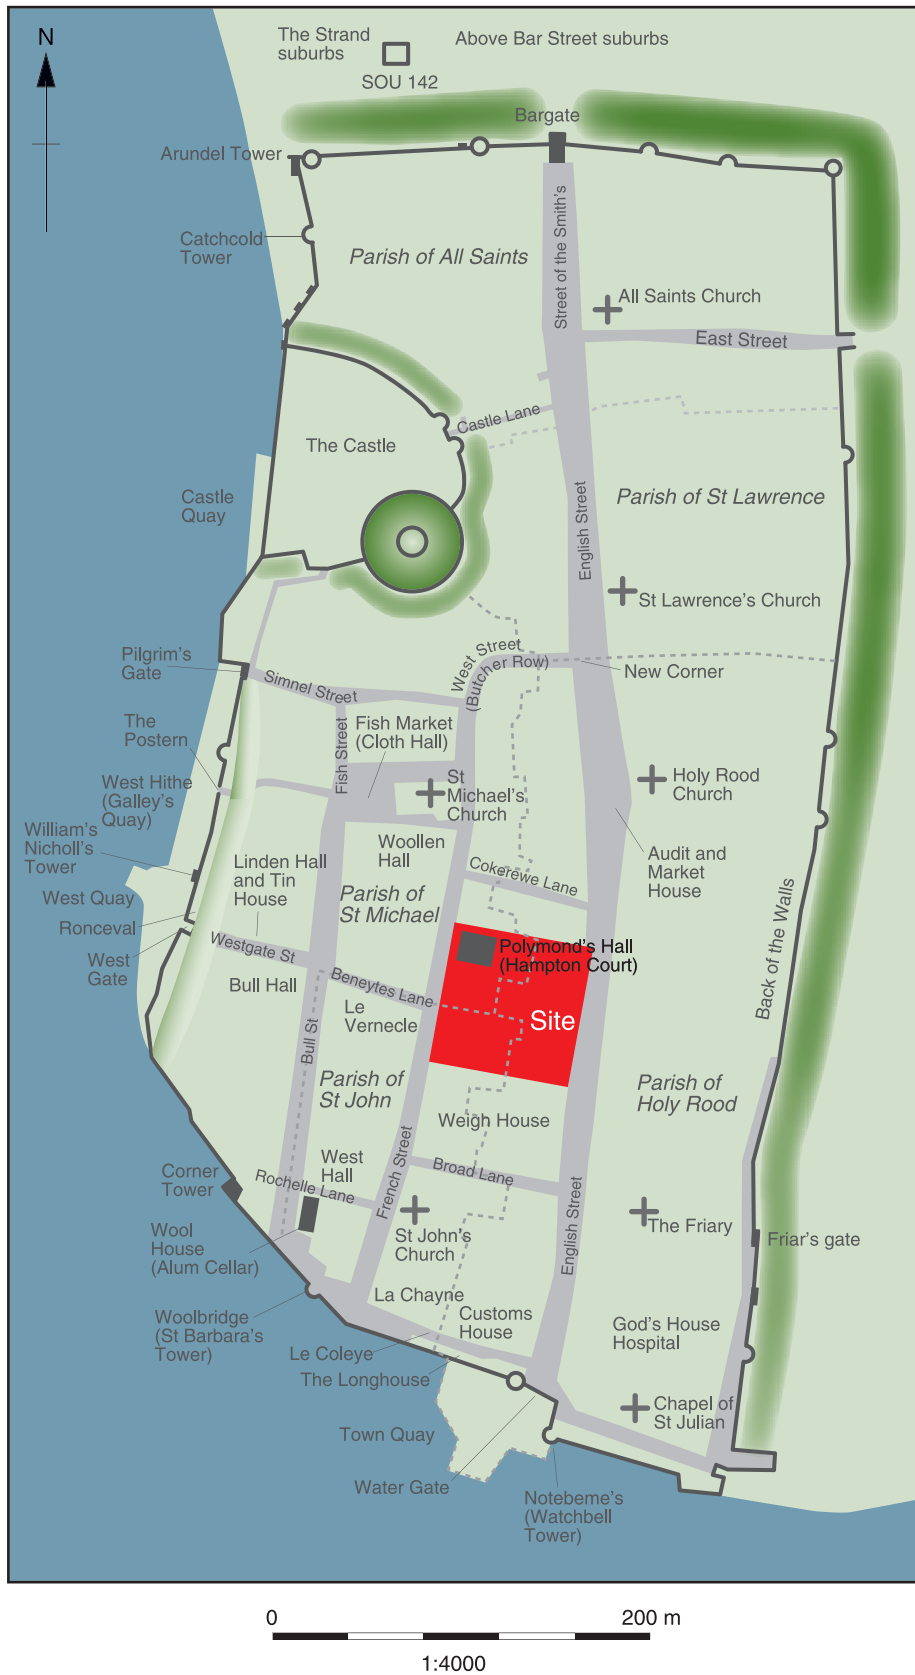 The Strand
suburbs
Above Bar Street suburbs
SOU 142
N
Bargate
Arundel Tower
Catchcold
Tower
Parish of All Saints
Street of the Smith's
All Saints Church
East Street
Castle Lane
The Castle
Castle
Quay
Parish of St Lawrence
English Street
St Lawrence's Church
Pilgrim's
Gate
West Street
(Butcher Row)
New Corner
Simnel Street
The
Postern
Fish Street
Fish Market
(Cloth Hall)
West Hithe
(Galley's
Quay)
St
Michael's
Church
Holy Rood
Church
William's
Nicholl's
Tower
Linden Hall
and Tin
House
Woollen
Hall
Audit and
Market
House
Cokerewe Lane
Parish of
St Michael
West Quay
Ronceval
West
Gate
Westgate St
Bull Hall
Polymond's Hall
(Hampton Court)
Back of the Walls
Beneytes Lane
Le
Vernecle
Site
Bull St
Parish of
St John
Parish of
Holy Rood
Weigh House
West
Hall
French Street
Broad Lane
Corner
Tower
Rochelle Lane
English Street
The Friary
Friar's gate
Wool
House
(Alum Cellar)
St John's
Church
La Chayne
Customs
House
Woolbridge
(St Barbara's
Tower)
God's House
Hospital
Le Coleye
The Longhouse
Chapel of
St Julian
Town Quay
Water Gate
Notebeme's
(Watchbell
Tower)
0
200 m
1:4000